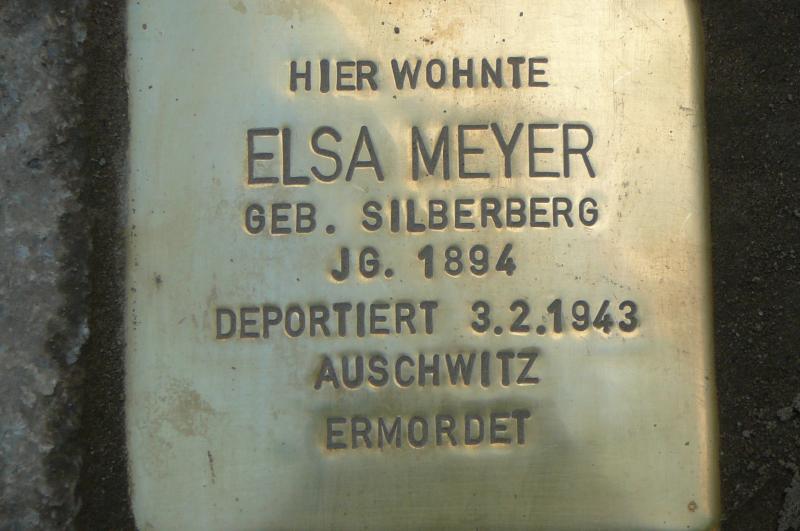 HIER WOHNTE
ELSA MEYER
GEB. SILBERBERG
JG. 1894
DEPORTIERT 3.2.1943
AUSCHWITZ
ERMORDET